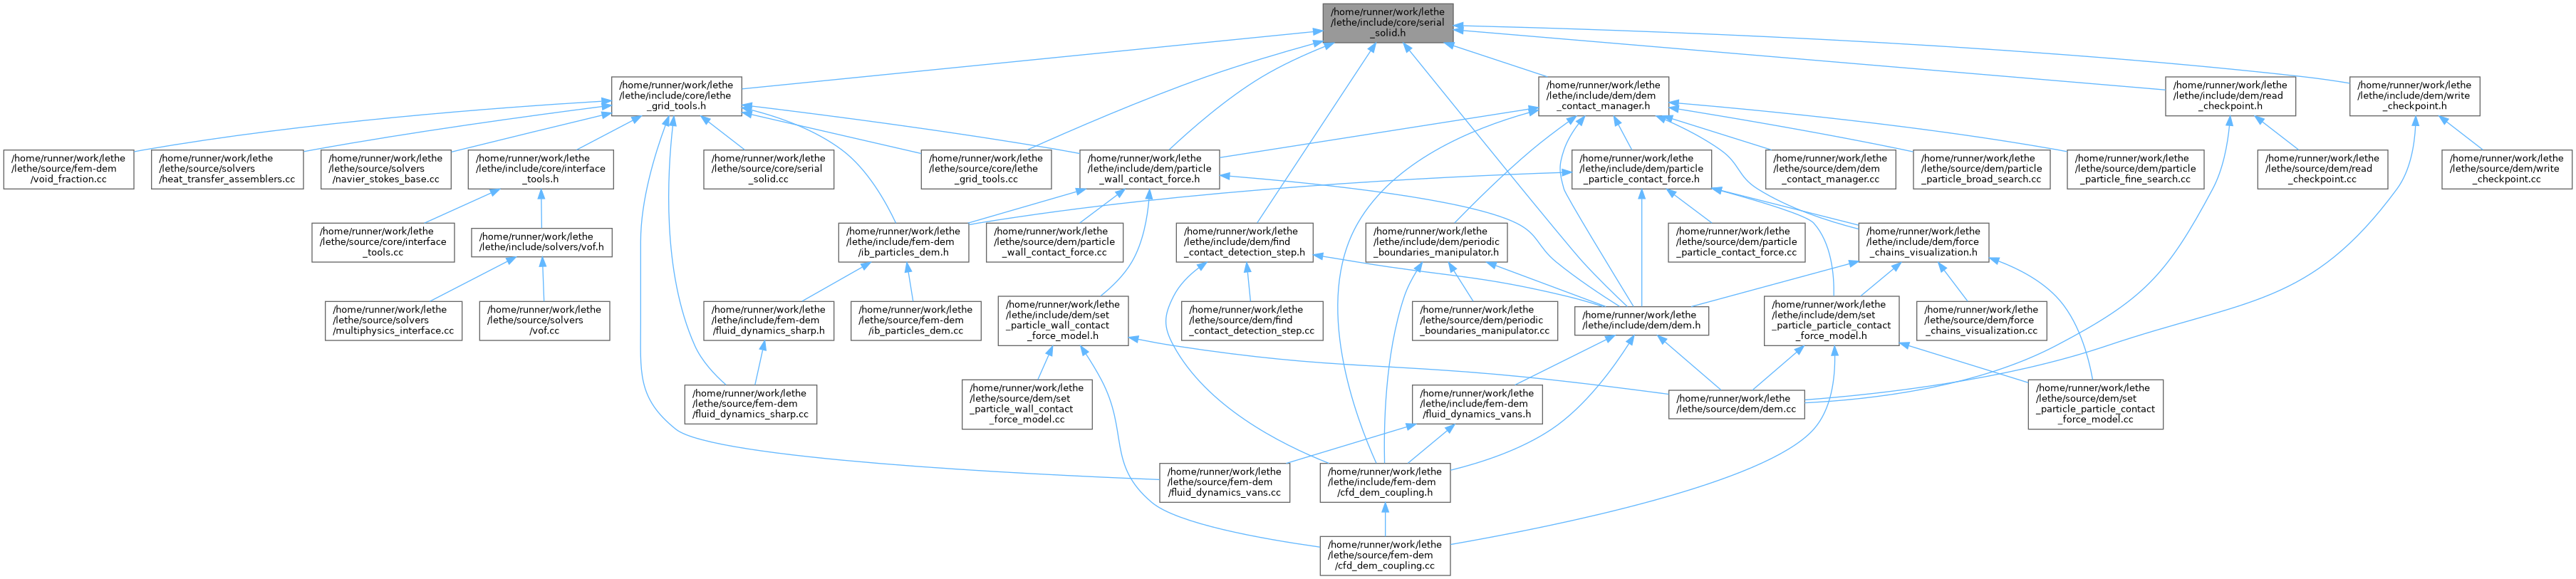 /home/runner/work/lethe
/lethe/include/core/serial
_solid.h
/home/runner/work/lethe
/lethe/include/core/lethe
_grid_tools.h
/home/runner/work/lethe
/lethe/include/dem/dem
_contact_manager.h
/home/runner/work/lethe
/lethe/include/dem/read
_checkpoint.h
/home/runner/work/lethe
/lethe/include/dem/write
_checkpoint.h
/home/runner/work/lethe
/lethe/source/fem-dem
/void_fraction.cc
/home/runner/work/lethe
/lethe/source/solvers
/heat_transfer_assemblers.cc
/home/runner/work/lethe
/lethe/source/solvers
/navier_stokes_base.cc
/home/runner/work/lethe
/lethe/include/core/interface
_tools.h
/home/runner/work/lethe
/lethe/source/core/serial
_solid.cc
/home/runner/work/lethe
/lethe/source/core/lethe
_grid_tools.cc
/home/runner/work/lethe
/lethe/include/dem/particle
_wall_contact_force.h
/home/runner/work/lethe
/lethe/include/dem/particle
_particle_contact_force.h
/home/runner/work/lethe
/lethe/source/dem/dem
_contact_manager.cc
/home/runner/work/lethe
/lethe/source/dem/particle
_particle_broad_search.cc
/home/runner/work/lethe
/lethe/source/dem/particle
_particle_fine_search.cc
/home/runner/work/lethe
/lethe/source/dem/read
_checkpoint.cc
/home/runner/work/lethe
/lethe/source/dem/write
_checkpoint.cc
/home/runner/work/lethe
/lethe/source/core/interface
_tools.cc
/home/runner/work/lethe
/lethe/include/solvers/vof.h
/home/runner/work/lethe
/lethe/include/fem-dem
/ib_particles_dem.h
/home/runner/work/lethe
/lethe/source/dem/particle
_wall_contact_force.cc
/home/runner/work/lethe
/lethe/include/dem/find
_contact_detection_step.h
/home/runner/work/lethe
/lethe/include/dem/periodic
_boundaries_manipulator.h
/home/runner/work/lethe
/lethe/source/dem/particle
_particle_contact_force.cc
/home/runner/work/lethe
/lethe/include/dem/force
_chains_visualization.h
/home/runner/work/lethe
/lethe/source/solvers
/multiphysics_interface.cc
/home/runner/work/lethe
/lethe/source/solvers
/vof.cc
/home/runner/work/lethe
/lethe/include/fem-dem
/fluid_dynamics_sharp.h
/home/runner/work/lethe
/lethe/source/fem-dem
/ib_particles_dem.cc
/home/runner/work/lethe
/lethe/include/dem/set
_particle_wall_contact
_force_model.h
/home/runner/work/lethe
/lethe/source/dem/find
_contact_detection_step.cc
/home/runner/work/lethe
/lethe/source/dem/periodic
_boundaries_manipulator.cc
/home/runner/work/lethe
/lethe/include/dem/dem.h
/home/runner/work/lethe
/lethe/include/dem/set
_particle_particle_contact
_force_model.h
/home/runner/work/lethe
/lethe/source/dem/force
_chains_visualization.cc
/home/runner/work/lethe
/lethe/source/fem-dem
/fluid_dynamics_sharp.cc
/home/runner/work/lethe
/lethe/source/dem/set
_particle_wall_contact
_force_model.cc
/home/runner/work/lethe
/lethe/include/fem-dem
/fluid_dynamics_vans.h
/home/runner/work/lethe
/lethe/source/dem/dem.cc
/home/runner/work/lethe
/lethe/source/dem/set
_particle_particle_contact
_force_model.cc
/home/runner/work/lethe
/lethe/source/fem-dem
/fluid_dynamics_vans.cc
/home/runner/work/lethe
/lethe/include/fem-dem
/cfd_dem_coupling.h
/home/runner/work/lethe
/lethe/source/fem-dem
/cfd_dem_coupling.cc